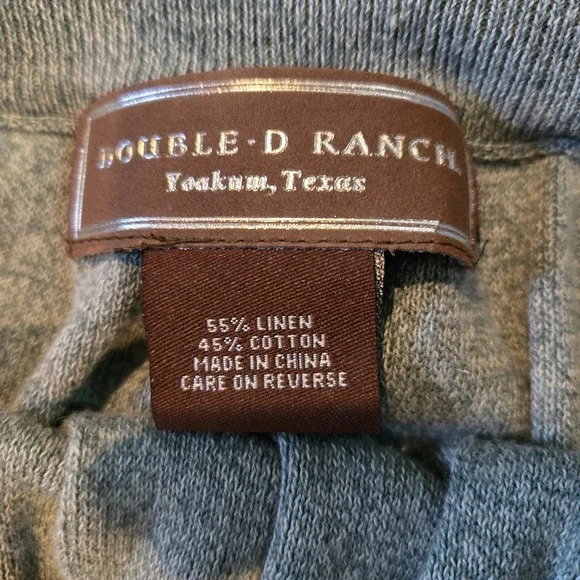 DOUBLE-D RANCH
Yoakum, Texas
55% LINEN
45% COTTON
MADE IN CHINA
CARE ON REVERSE